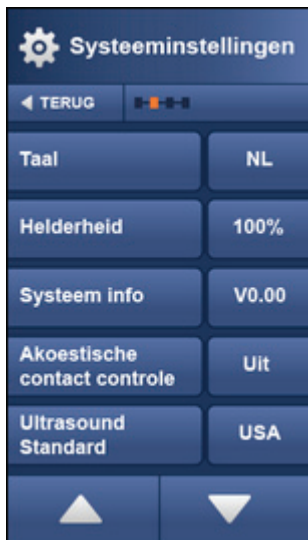 Systeeminstellingen
TERUG
Taal NL
Helderheid 100%
Systeem info V0.00
Akoestische
contact controle Uit
Ultrasound
Standard USA